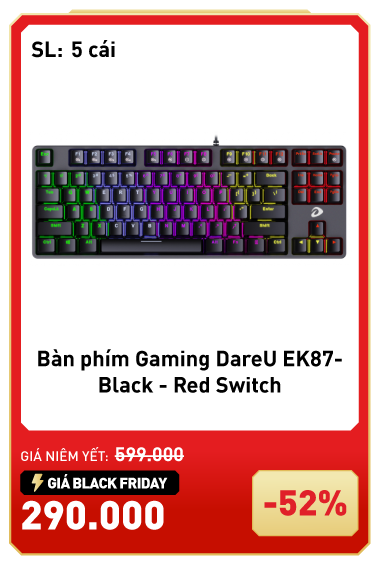 SL: 5 cái
Bàn phím Gaming DareU EK87-
Black - Red Switch
GIÁ NIÊM YẾT: 599.000
GIÁ BLACK FRIDAY
290.000
-52%